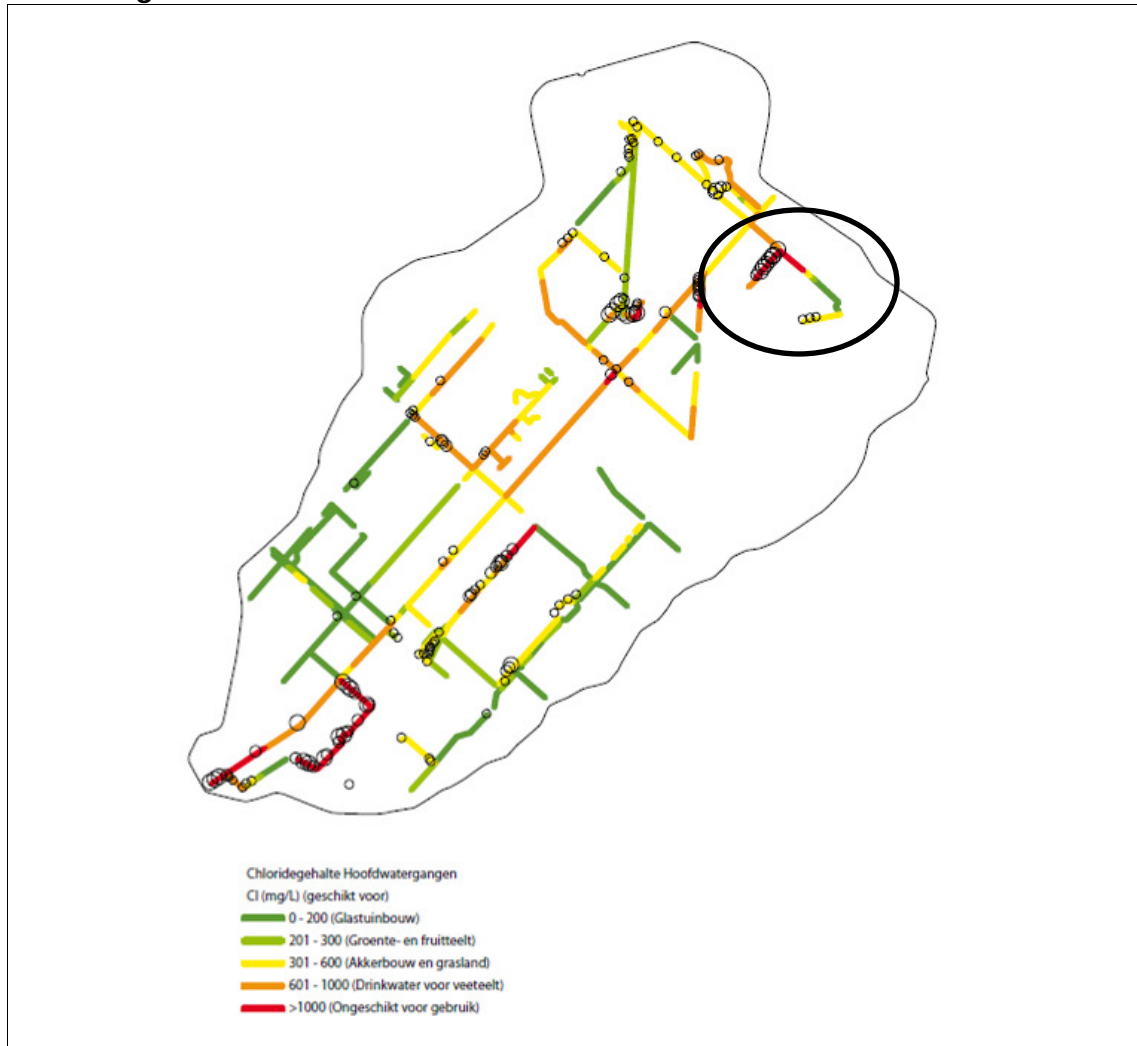 Chloridegehalte Hoofdwatergangen
Cl (mg/L) (geschikt voor)
0 - 200 (Glastuinbouw)
201 - 300 (Groente- en fruitteelt)
301 - 600 (Akkerbouw en grasland)
601 - 1000 (Drinkwater voor veeteelt)
>1000 (Ongeschikt voor gebruik)